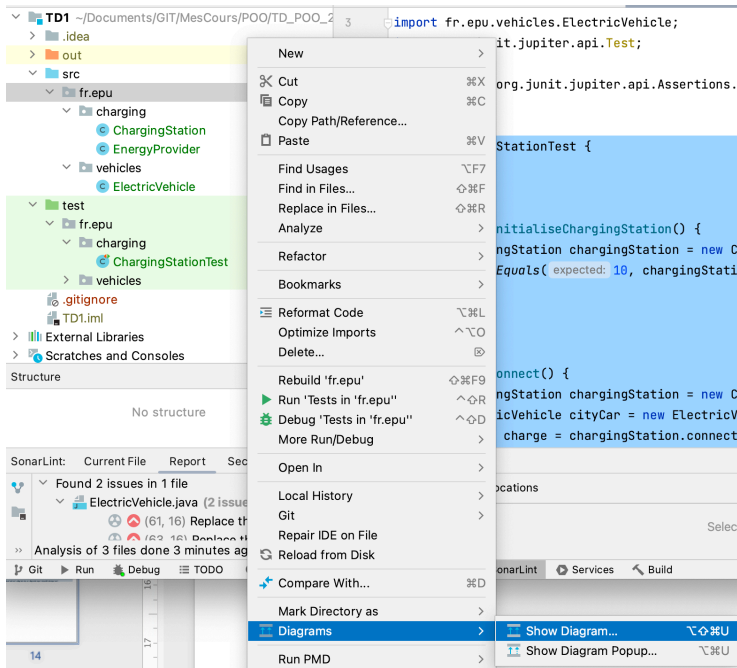 TD1 ~/Documents/GIT/MesCours/POO/TD_POO_2
.idea
out
src
fr.epu
charging
ChargingStation
EnergyProvider
vehicles
ElectricVehicle
test
fr.epu
charging
ChargingStationTest
vehicles
.gitignore
TD1.iml
External Libraries
Scratches and Consoles
Structure
No structure
SonarLint: Current File Report Sec
Found 2 issues in 1 file
ElectricVehicle.java (2 issue
(61, 16) Replace th
(63, 16) Replace th
Analysis of 3 files done 3 minutes ag
Git Run Debug TODO
14
16
17
New
Cut ⌘X
Copy ⌘C
Copy Path/Reference...
Paste ⌘V
Find Usages ⌥F7
Find in Files... ⇧⌘F
Replace in Files... ⇧⌘R
Analyze
Refactor
Bookmarks
Reformat Code ⌥⌘L
Optimize Imports ^⌥O
Delete... ⌦
Rebuild 'fr.epu' ⇧⌘F9
Run 'Tests in 'fr.epu'' ^⇧R
Debug 'Tests in 'fr.epu'' ^⇧D
More Run/Debug
Open In
Local History
Git
Repair IDE on File
Reload from Disk
Compare With... ⌘D
Mark Directory as
Diagrams
Run PMD
Show Diagram... ⌥⇧⌘U
Show Diagram Popup... ⌥⌘U
3 import fr.epu.vehicles.ElectricVehicle;
it.jupiter.api.Test;
org.junit.jupiter.api.Assertions.
StationTest {
nitialiseChargingStation() {
ngStation chargingStation = new C
Equals( expected: 10, chargingStati
onnect() {
ngStation chargingStation = new C
icVehicle cityCar = new ElectricV
charge = chargingStation.connect
ocations
Selec
onarLint Services Build